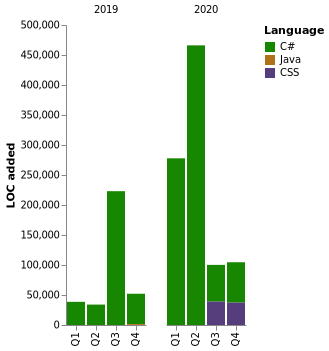 2019 2020
Language
C#
Java
CSS
LOC added
500,000
450,000
400,000
350,000
300,000
250,000
200,000
150,000
100,000
50,000
0
Q1 Q2 Q3 Q4 Q1 Q2 Q3 Q4